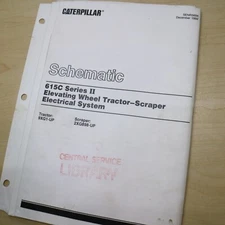 CATERPILLAR
Schematic
615C Series II
Elevating Wheel Tractor-Scraper
Electrical System
Tractor:
Scraper:
CENTRAL SERVICE
LIBRARY